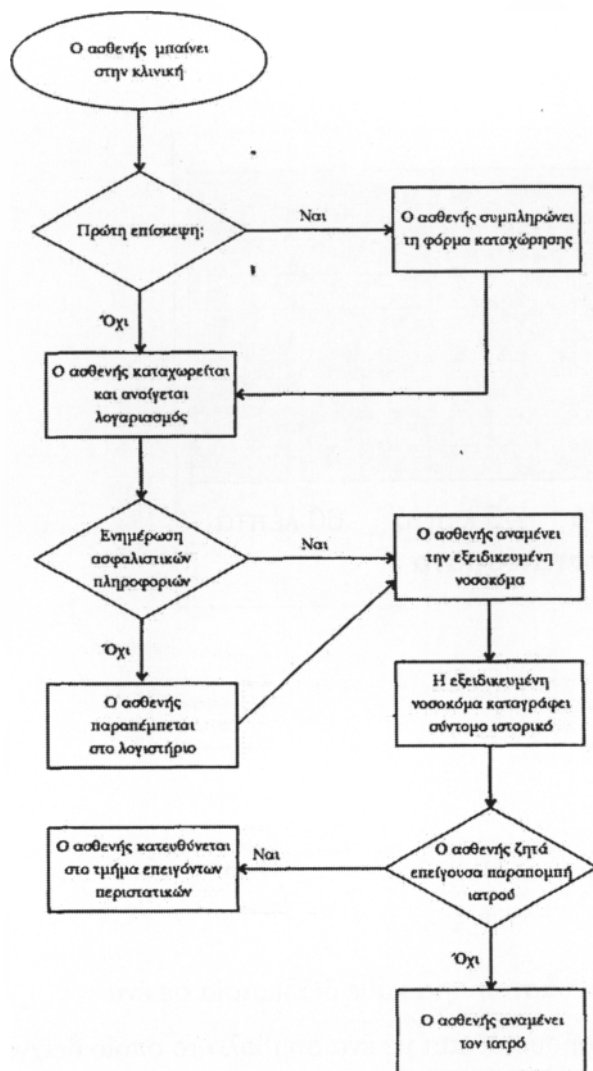 Ο ασθενής μπαίνει
στην κλινική
Πρώτη επίσκεψη;
Ναι
Ο ασθενής συμπληρώνει
τη φόρμα καταχώρησης
Όχι
Ο ασθενής καταχωρείται
και ανοίγεται
λογαριασμός
Ενημέρωση
ασφαλιστικών
πληροφοριών
Ναι
Ο ασθενής αναμένει
την εξειδικευμένη
νοσοκόμα
Όχι
Ο ασθενής
παραπέμπεται
στο λογιστήριο
Η εξειδικευμένη
νοσοκόμα καταγράφει
σύντομο ιστορικό
Ο ασθενής ζητά
επείγουσα παραπομπή
ιατρού
Ναι
Ο ασθενής κατευθύνεται
στο τμήμα επειγόντων
περιστατικών
Όχι
Ο ασθενής αναμένει
τον ιατρό